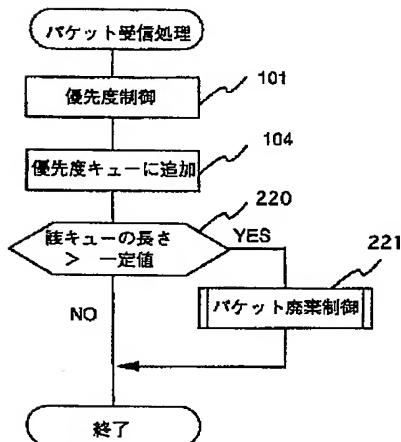 パケット受信処理
優先度制御
101
優先度キューに追加
104
該キューの長さ
> 一定値
220
YES
221
パケット廃棄制御
NO
終了